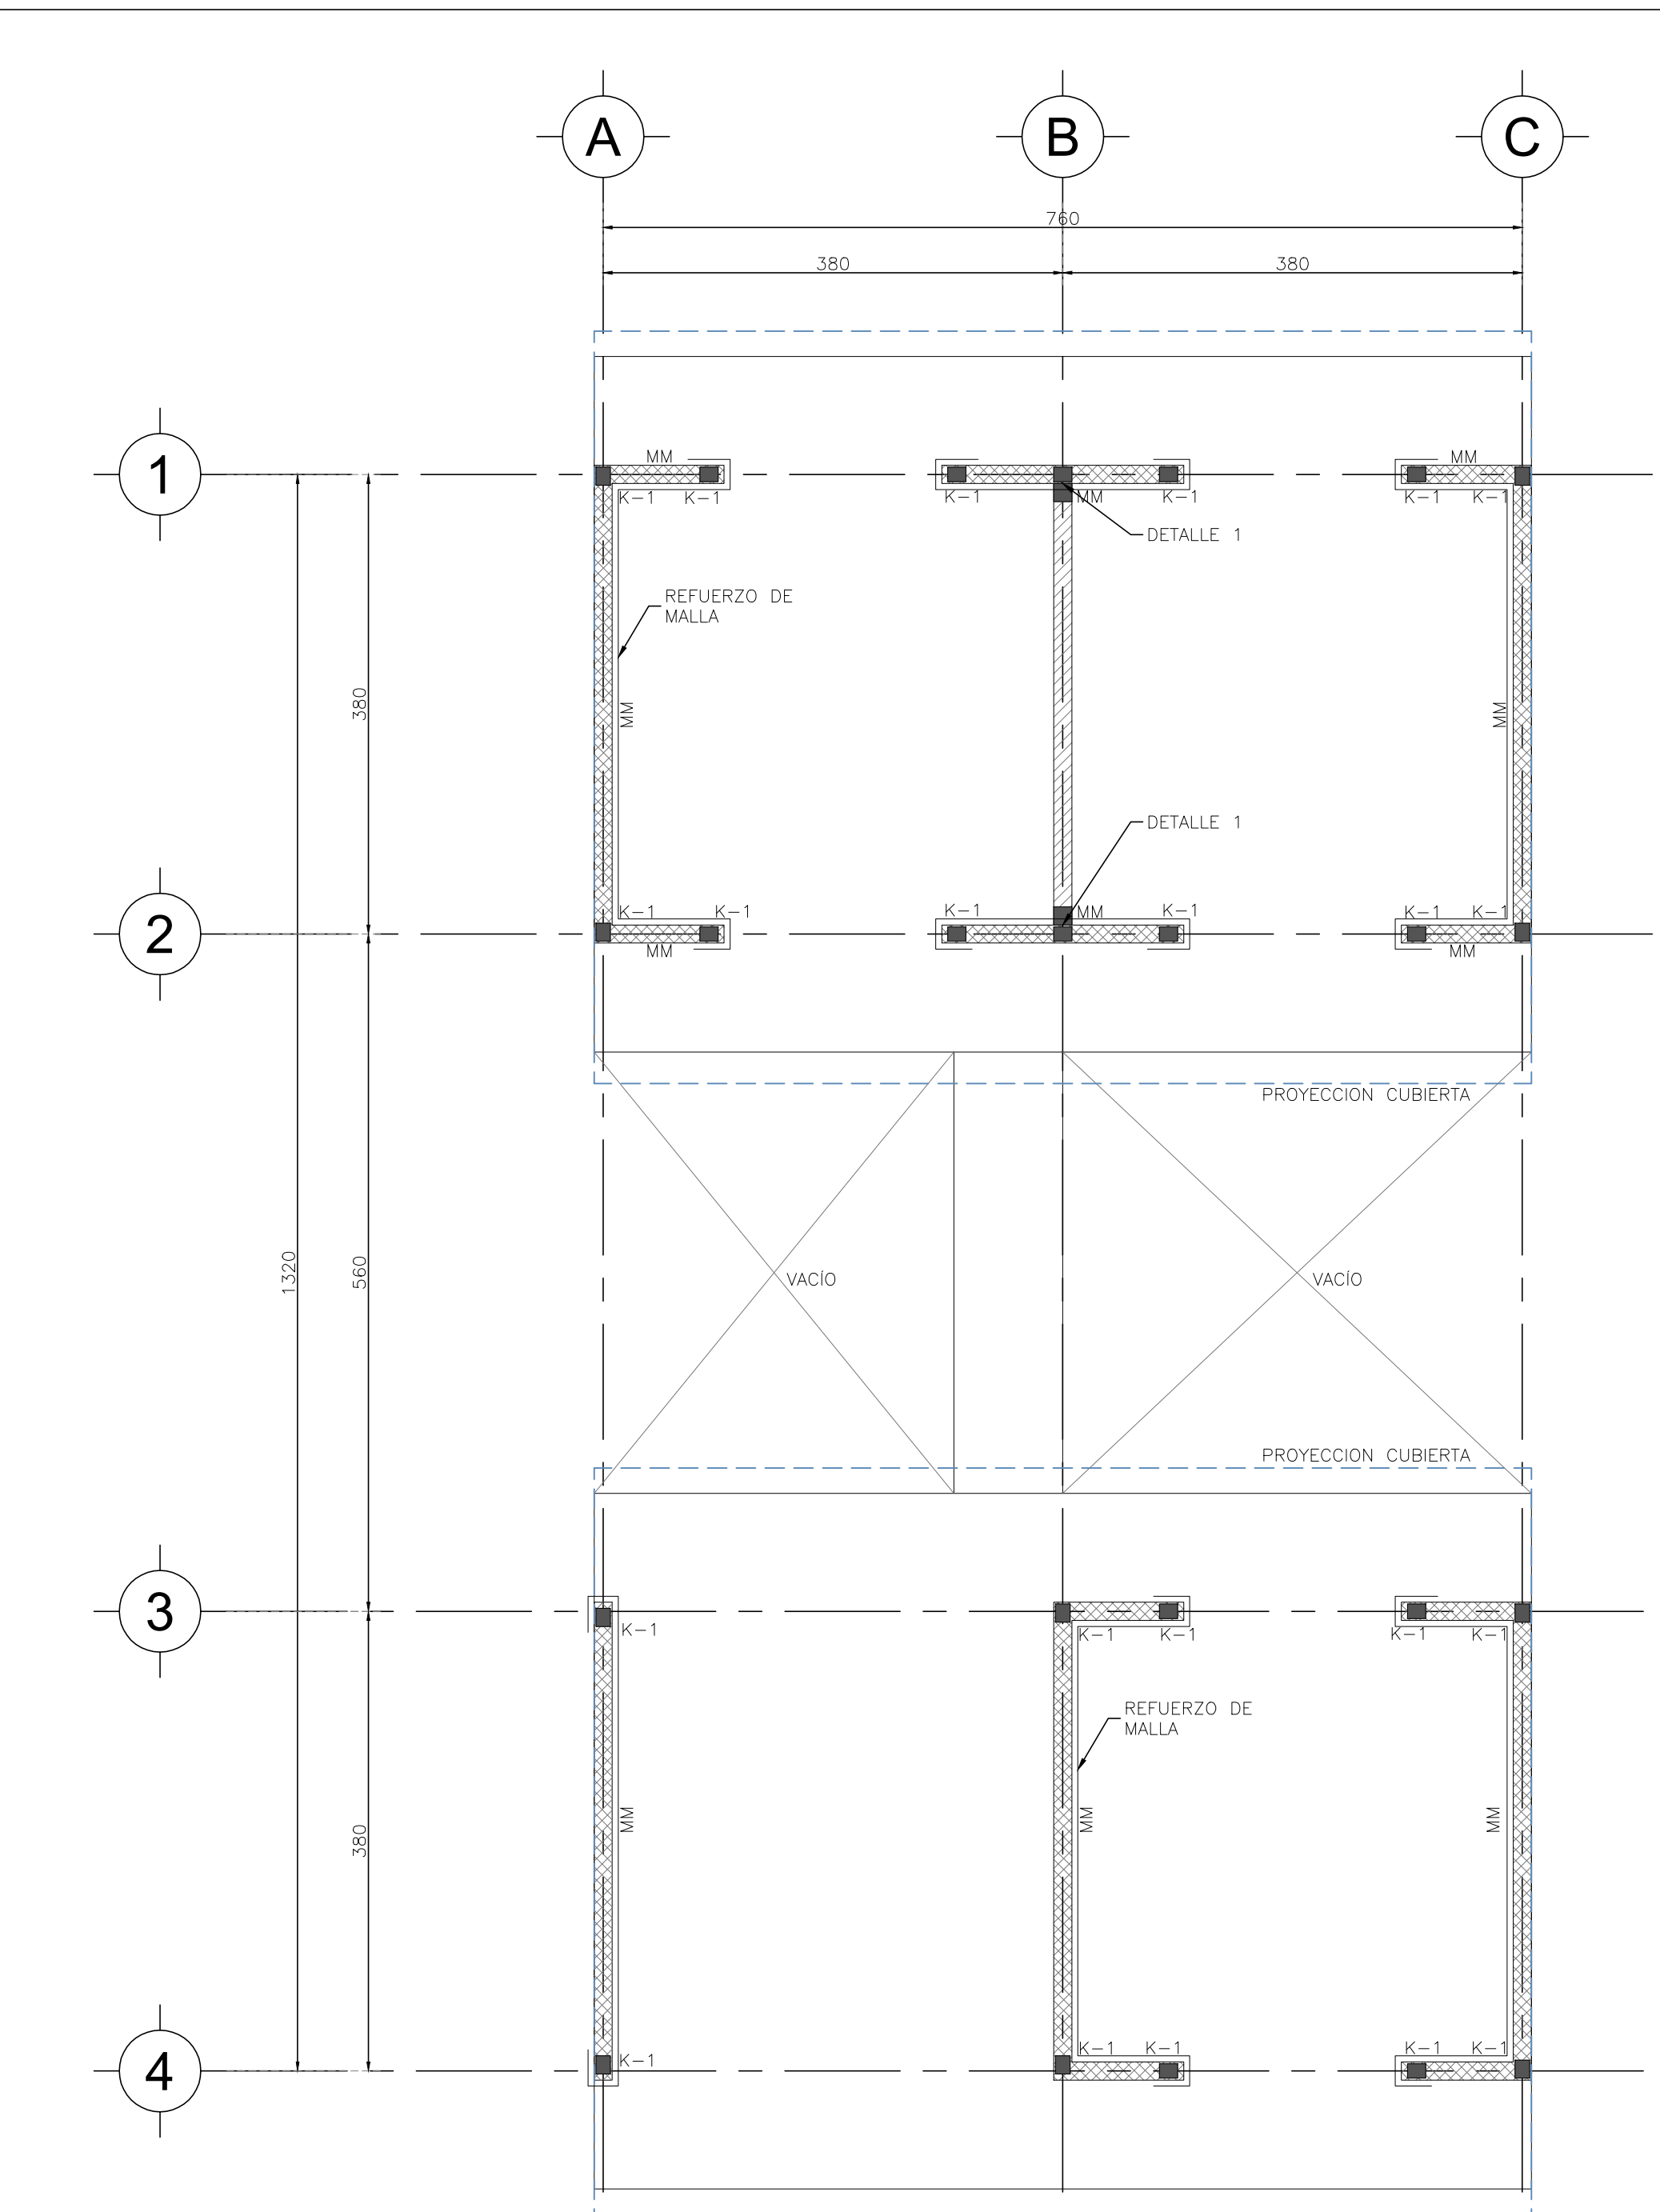 A B C
760
380 380
1
MM MM
K-1 K-1 K-1 MM K-1 K-1 K-1
DETALLE 1
REFUERZO DE
MALLA
380
MM MM
DETALLE 1
2
K-1 K-1 K-1 MM K-1 K-1 K-1
MM MM
PROYECCION CUBIERTA
1320
560
VACÍO VACÍO
PROYECCION CUBIERTA
3
K-1 K-1 K-1 K-1 K-1
REFUERZO DE
MALLA
380
MM MM MM
4
K-1 K-1 K-1 K-1 K-1